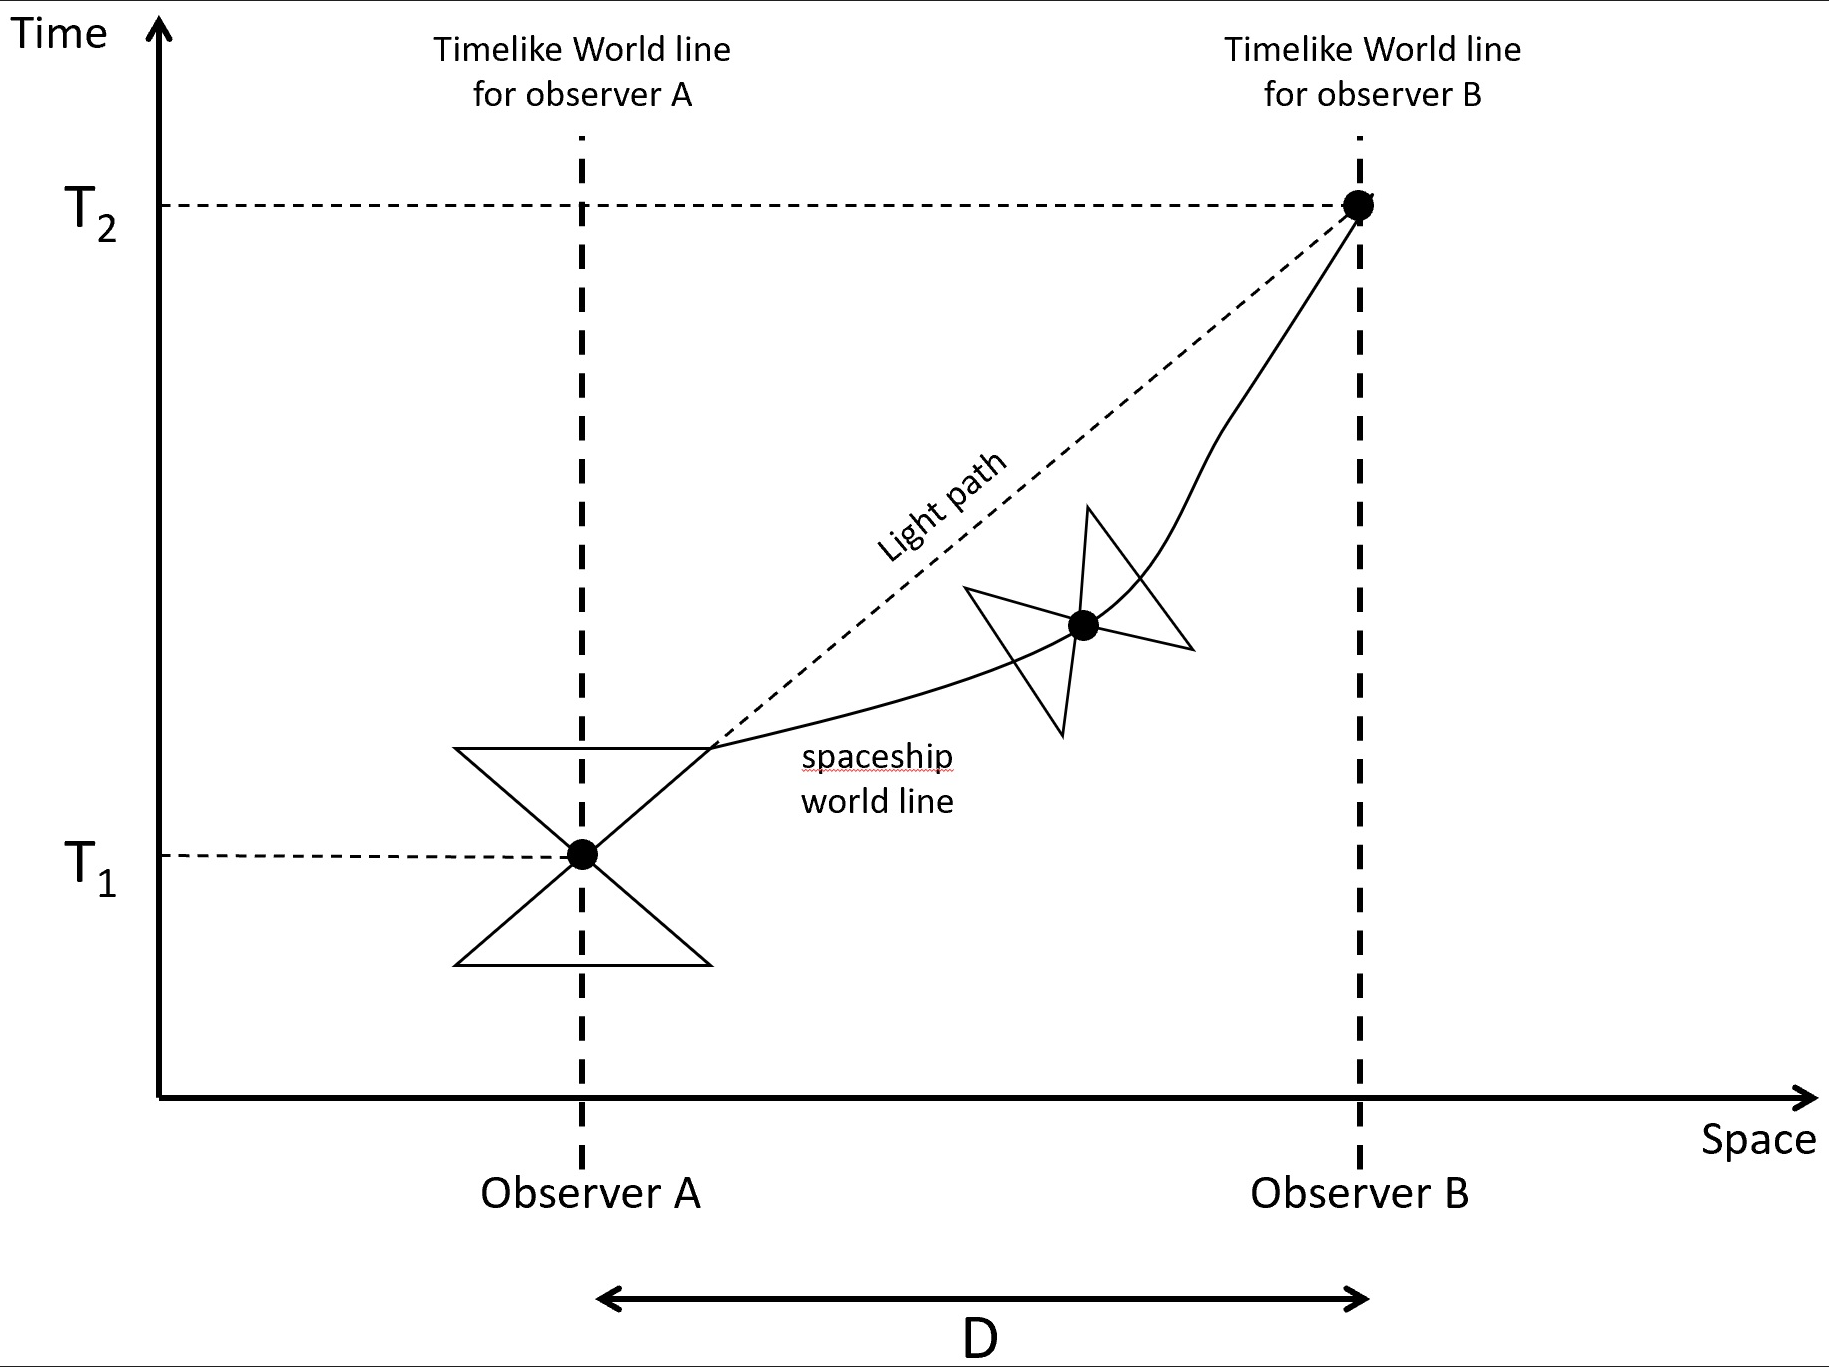 Time
Timelike World line
for observer A
Timelike World line
for observer B
T₂
Light path
spaceship
world line
T₁
Space
Observer A
Observer B
D